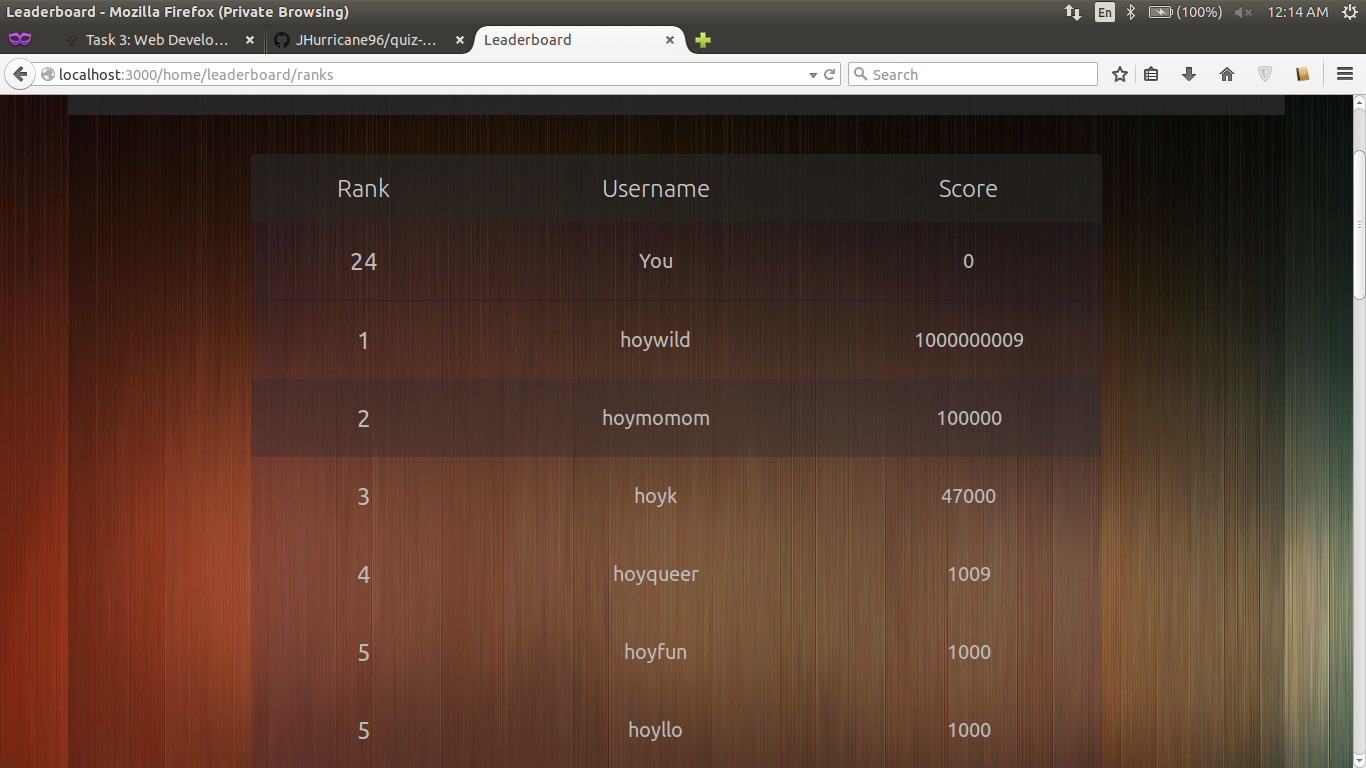 Leaderboard - Mozilla Firefox (Private Browsing) En (100%) 12:14 AM
Task 3: Web Develo... JHurricane96/quiz-... Leaderboard
localhost:3000/home/leaderboard/ranks Search
Rank Username Score
24 You 0
1 hoywild 1000000009
2 hoymomom 100000
3 hoyk 47000
4 hoyqueer 1009
5 hoyfun 1000
5 hoyllo 1000